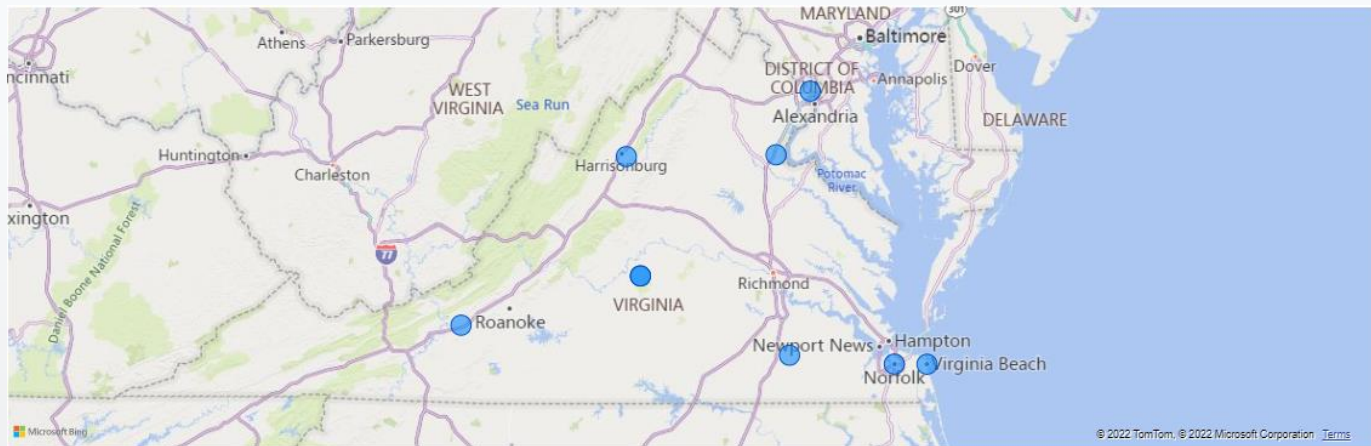 MARYLAND
301
Athens
Parkersburg
Baltimore
ncinnati
DISTRICT OF
COLUMBIA
Annapolis
Dover
WEST
VIRGINIA
Sea Run
Alexandria
DELAWARE
Huntington
Charleston
Harrisonburg
Potomac
River
xington
Daniel Boone National Forest
77
Richmond
VIRGINIA
Roanoke
Newport News
Hampton
Norfolk
Virginia Beach
Microsoft Bing
© 2022 TomTom, © 2022 Microsoft Corporation Terms